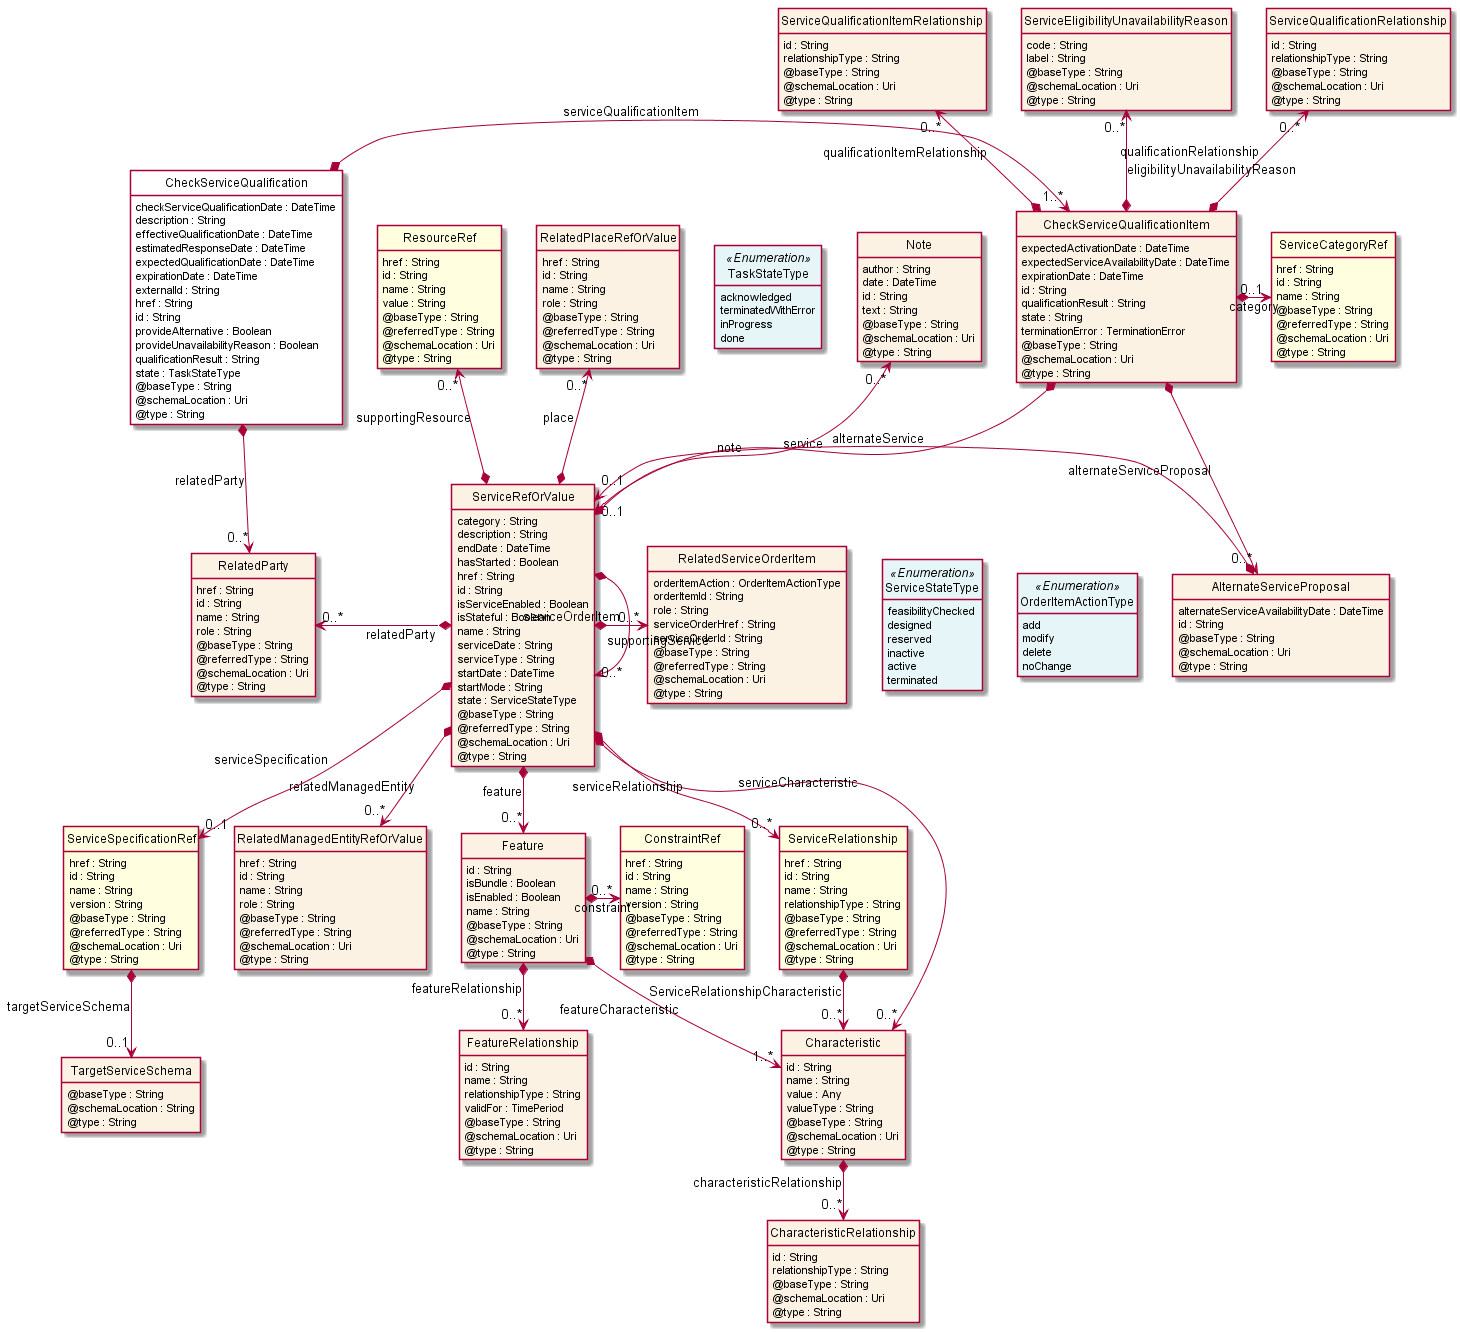 ServiceQualificationItemRelationship
id : String
relationshipType : String
@baseType : String
@schemaLocation : Uri
@type : String
ServiceEligibilityUnavailabilityReason
code : String
label : String
@baseType : String
@schemaLocation : Uri
@type : String
ServiceQualificationRelationship
id : String
relationshipType : String
@baseType : String
@schemaLocation : Uri
@type : String
serviceQualificationItem
0..*
0..*
0..*
qualificationItemRelationship
qualificationRelationship
eligibilityUnavailabilityReason
1..*
CheckServiceQualification
checkServiceQualificationDate : DateTime
description : String
effectiveQualificationDate : DateTime
estimatedResponseDate : DateTime
expectedQualificationDate : DateTime
expirationDate : DateTime
externalId : String
href : String
id : String
provideAlternative : Boolean
provideUnavailabilityReason : Boolean
qualificationResult : String
state : TaskStateType
@baseType : String
@schemaLocation : Uri
@type : String
ResourceRef
href : String
id : String
name : String
value : String
@baseType : String
@referredType : String
@schemaLocation : Uri
@type : String
RelatedPlaceRefOrValue
href : String
id : String
name : String
role : String
@baseType : String
@referredType : String
@schemaLocation : Uri
@type : String
«Enumeration»
TaskStateType
acknowledged
terminatedWithError
inProgress
done
Note
author : String
date : DateTime
id : String
text : String
@baseType : String
@schemaLocation : Uri
@type : String
CheckServiceQualificationItem
expectedActivationDate : DateTime
expectedServiceAvailabilityDate : DateTime
expirationDate : DateTime
id : String
qualificationResult : String
state : String
terminationError : TerminationError
@baseType : String
@schemaLocation : Uri
@type : String
0..1
category
ServiceCategoryRef
href : String
id : String
name : String
@baseType : String
@referredType : String
@schemaLocation : Uri
@type : String
0..*
0..*
0..*
supportingResource
place
note
service
alternateService
alternateServiceProposal
relatedParty
0..1
0..1
0..*
0..*
ServiceRefOrValue
category : String
description : String
endDate : DateTime
hasStarted : Boolean
href : String
id : String
isServiceEnabled : Boolean
isStateful : Boolean
name : String
serviceDate : String
serviceType : String
startDate : DateTime
startMode : String
state : ServiceStateType
@baseType : String
@referredType : String
@schemaLocation : Uri
@type : String
RelatedParty
href : String
id : String
name : String
role : String
@baseType : String
@referredType : String
@schemaLocation : Uri
@type : String
0..*
relatedParty
serviceOrderItem
0..*
supportingService
0..*
RelatedServiceOrderItem
orderItemAction : OrderItemActionType
orderItemId : String
role : String
serviceOrderHref : String
serviceOrderId : String
@baseType : String
@referredType : String
@schemaLocation : Uri
@type : String
«Enumeration»
ServiceStateType
feasibilityChecked
designed
reserved
inactive
active
terminated
«Enumeration»
OrderItemActionType
add
modify
delete
noChange
AlternateServiceProposal
alternateServiceAvailabilityDate : DateTime
id : String
@baseType : String
@schemaLocation : Uri
@type : String
serviceSpecification
relatedManagedEntity
feature
serviceRelationship
serviceCharacteristic
0..1
0..*
0..*
0..*
ServiceSpecificationRef
href : String
id : String
name : String
version : String
@baseType : String
@referredType : String
@schemaLocation : Uri
@type : String
RelatedManagedEntityRefOrValue
href : String
id : String
name : String
role : String
@baseType : String
@referredType : String
@schemaLocation : Uri
@type : String
Feature
id : String
isBundle : Boolean
isEnabled : Boolean
name : String
@baseType : String
@schemaLocation : Uri
@type : String
0..*
constraint
ConstraintRef
href : String
id : String
name : String
version : String
@baseType : String
@referredType : String
@schemaLocation : Uri
@type : String
ServiceRelationship
href : String
id : String
name : String
relationshipType : String
@baseType : String
@referredType : String
@schemaLocation : Uri
@type : String
targetServiceSchema
0..1
featureRelationship
0..*
featureCharacteristic
1..*
ServiceRelationshipCharacteristic
0..*
0..*
TargetServiceSchema
@baseType : String
@schemaLocation : String
@type : String
FeatureRelationship
id : String
name : String
relationshipType : String
validFor : TimePeriod
@baseType : String
@schemaLocation : Uri
@type : String
Characteristic
id : String
name : String
value : Any
valueType : String
@baseType : String
@schemaLocation : Uri
@type : String
characteristicRelationship
0..*
CharacteristicRelationship
id : String
relationshipType : String
@baseType : String
@schemaLocation : Uri
@type : String